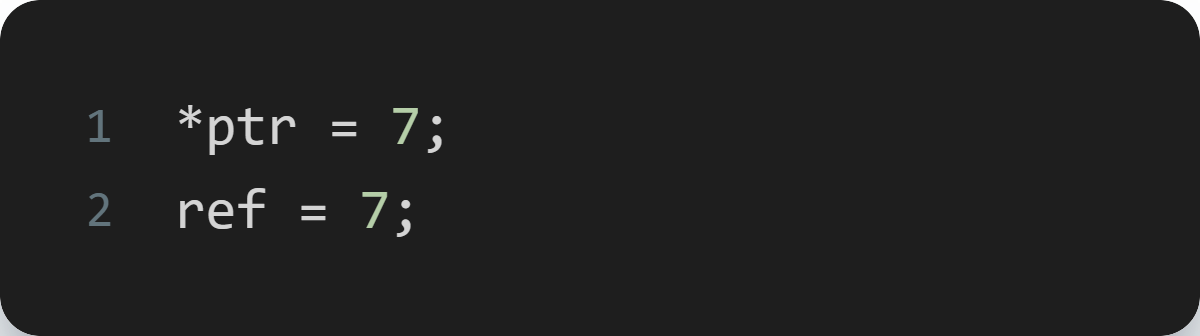 1 *ptr = 7;
2 ref = 7;